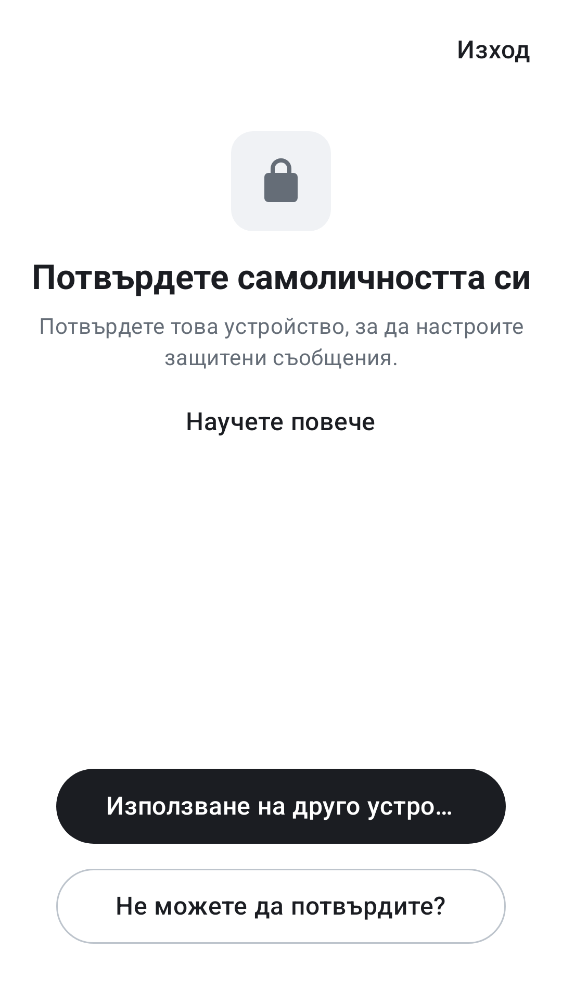 Изход
Потвърдете самоличността си
Потвърдете това устройство, за да настроите
защитени съобщения.
Научете повече
Използване на друго устро…
Не можете да потвърдите?